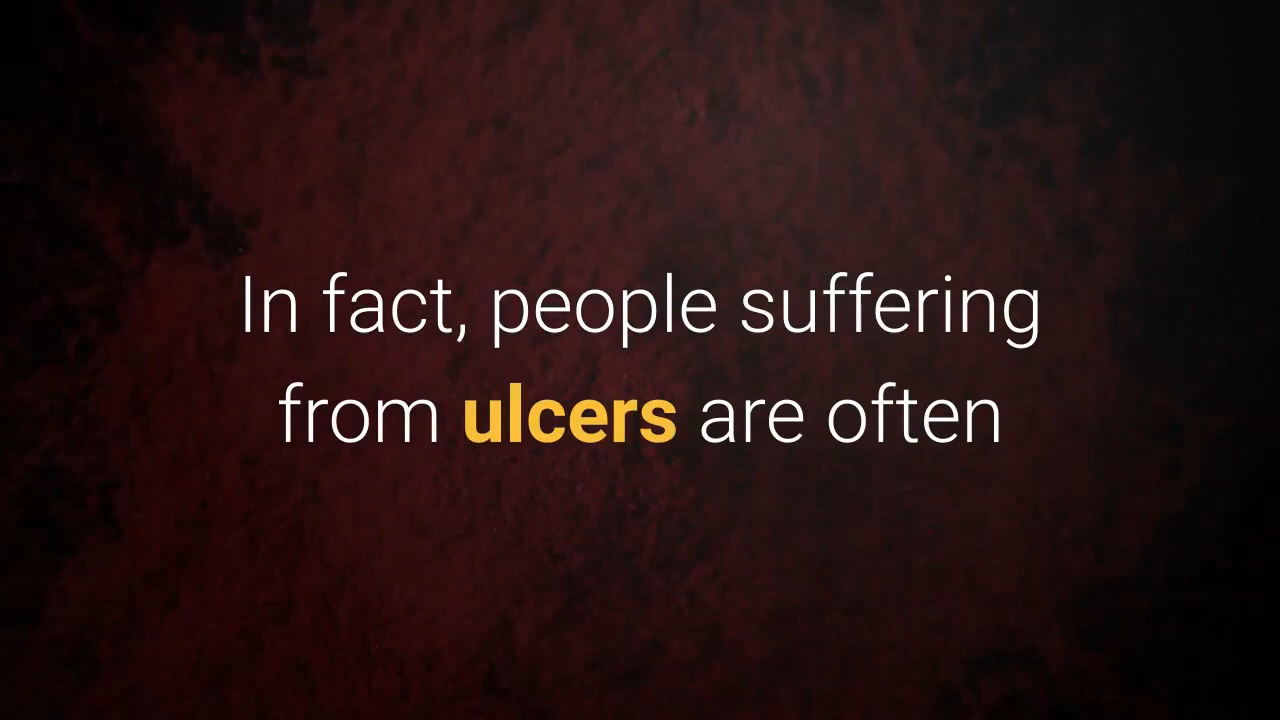 In fact, people suffering
from ulcers are often